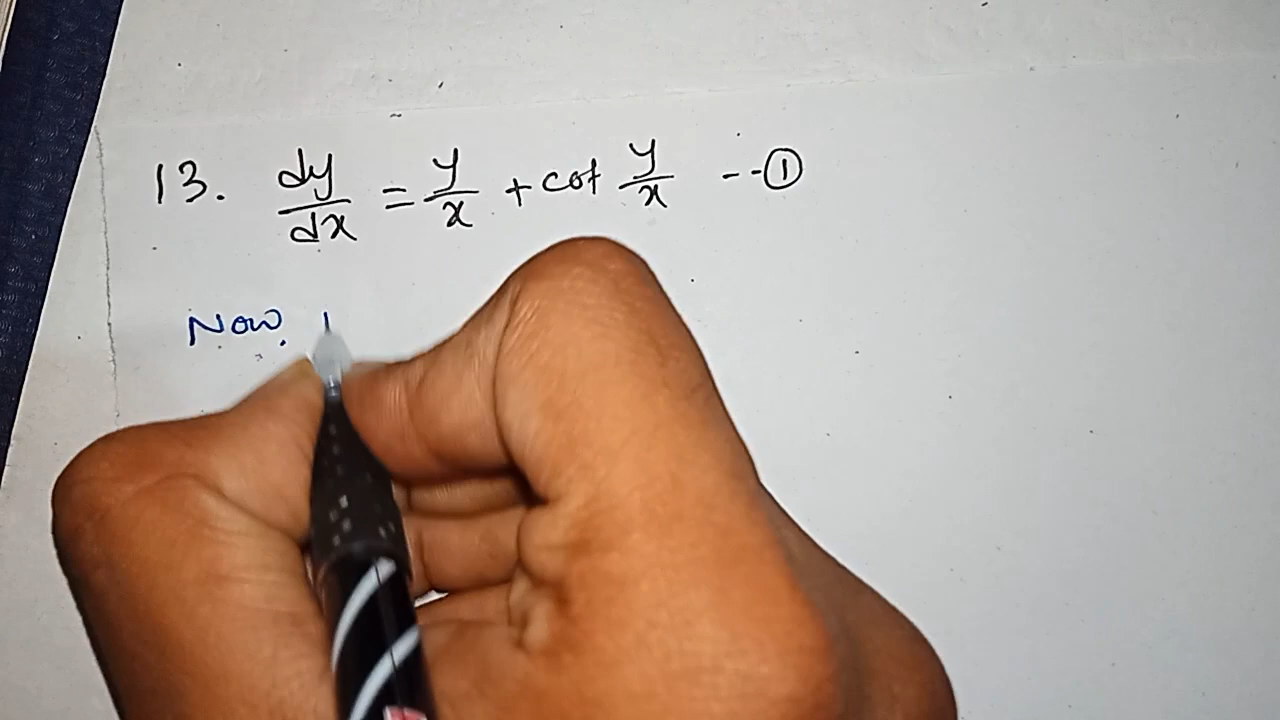 13. dy/dx = y/x + cot y/x --①
Now,